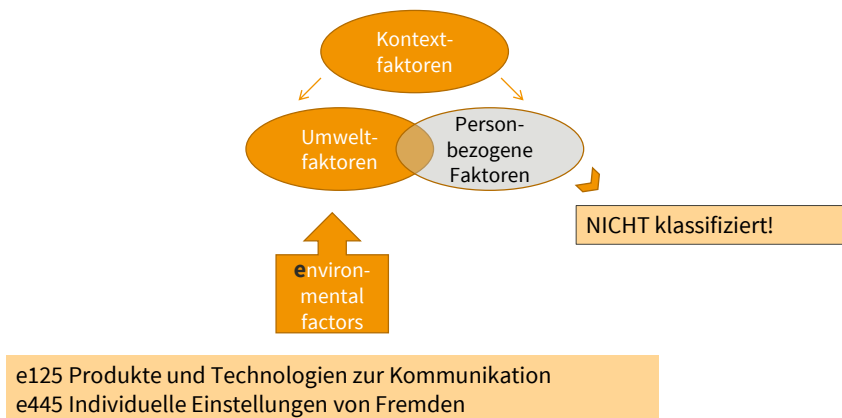 Kontext-
faktoren
Umwelt-
faktoren
Person-
bezogene
Faktoren
NICHT klassifiziert!
environ-
mental
factors
e125 Produkte und Technologien zur Kommunikation
e445 Individuelle Einstellungen von Fremden